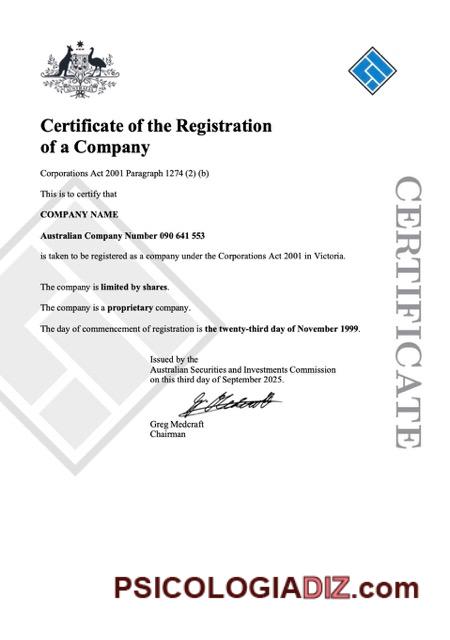 Certificate of the Registration
of a Company
Corporations Act 2001 Paragraph 1274 (2) (b)
This is to certify that
COMPANY NAME
Australian Company Number 090 641 553
is taken to be registered as a company under the Corporations Act 2001 in Victoria.
The company is limited by shares.
The company is a proprietary company.
The day of commencement of registration is the twenty-third day of November 1999.
CERTIFICATE
Issued by the
Australian Securities and Investments Commission
on this third day of September 2025.
Greg Medcraft
Chairman
PSICOLOGIADIZ.com